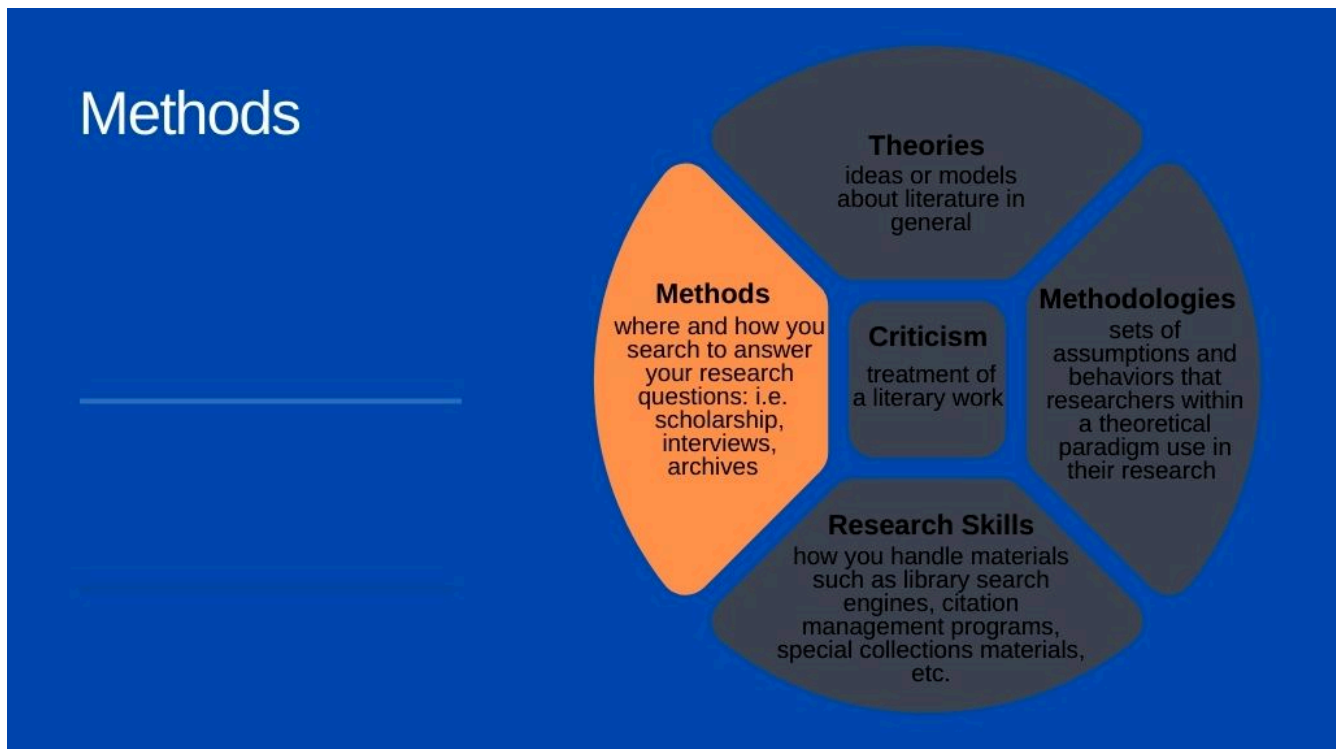 Methods
Theories
ideas or models
about literature in
general
Methods
where and how you
search to answer
your research
questions: i.e.
scholarship,
interviews,
archives
Criticism
treatment of
a literary work
Methodologies
sets of
assumptions and
behaviors that
researchers within
a theoretical
paradigm use in
their research
Research Skills
how you handle materials
such as library search
engines, citation
management programs,
special collections materials,
etc.